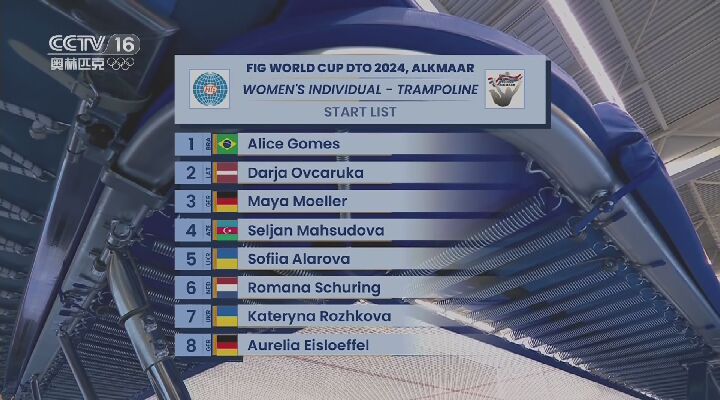 CCTV 16
奥林匹克
FIG WORLD CUP DTO 2024, ALKMAAR
FIG
WOMEN'S INDIVIDUAL - TRAMPOLINE
START LIST
1 BRA Alice Gomes
2 LAT Darja Ovcaruka
3 GER Maya Moeller
4 AZE Seljan Mahsudova
5 UKR Sofiia Alarova
6 NED Romana Schuring
7 UKR Kateryna Rozhkova
8 GER Aurelia Eisloeffel